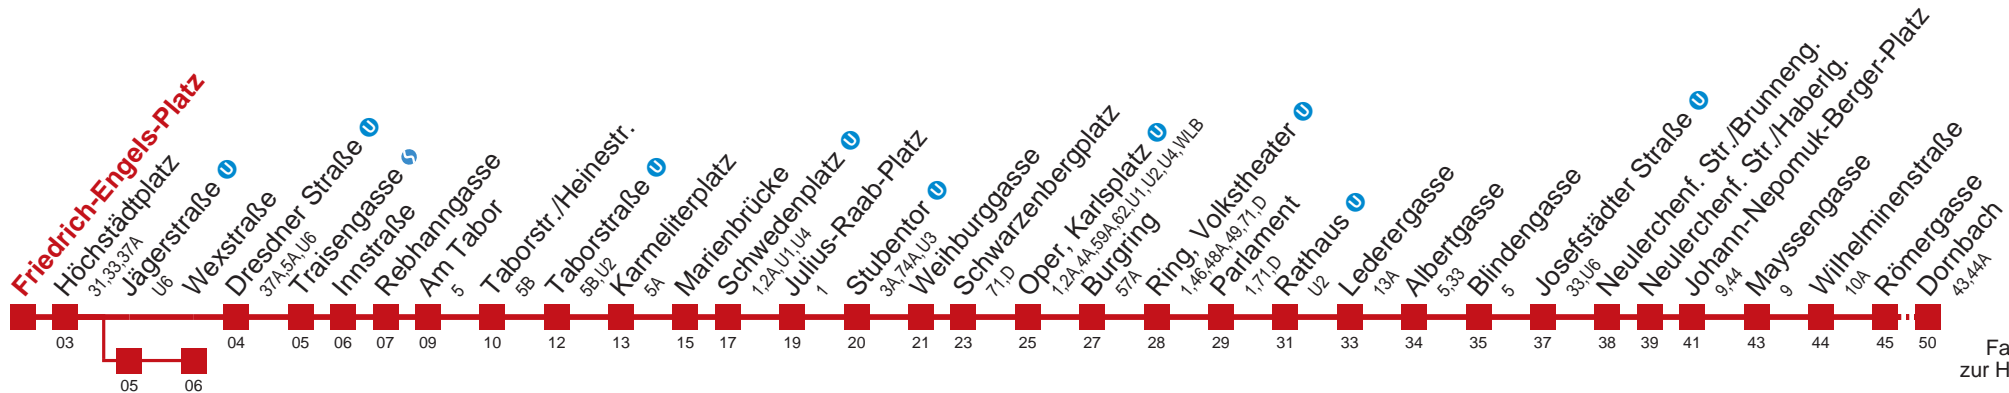 Friedrich-Engels-Platz
Höchstädtplatz
31,33,37A
Jägerstraße U
U6
Wexstraße
Dresdner Straße U
37A,5A,U6
Traisengasse
Innstraße
Rebhanngasse
Am Tabor
5
Taborstr./Heinestr.
5B
Taborstraße U
5B,U2
Karmeliterplatz
5A
Marienbrücke
Schwedenplatz U
1,2A,U1,U4
Julius-Raab-Platz
1
Stubentor U
3A,74A,U3
Weihburggasse
Schwarzenbergplatz
71,D
Oper, Karlsplatz U
1,2A,4A,59A,62,U1,U2,U4,WLB
Burgring
57A
Ring, Volkstheater U
1,46,48A,49,71,D
Parlament
1,71,D
Rathaus U
U2
Lederergasse
13A
Albertgasse
5,33
Blindengasse
5
Josefstädter Straße U
33,U6
Neulerchenf. Str./Brunneng.
Neulerchenf. Str./Haberlg.
Johann-Nepomuk-Berger-Platz
9,44
Mayssengasse
9
Wilhelminenstraße
10A
Römergasse
Dornbach
43,44A
03 04 05 06 07 09 10 12 13 15 17 19 20 21 23 25 27 28 29 31 33 34 35 37 38 39 41 43 44 45 50
05 06
Fa
zur H